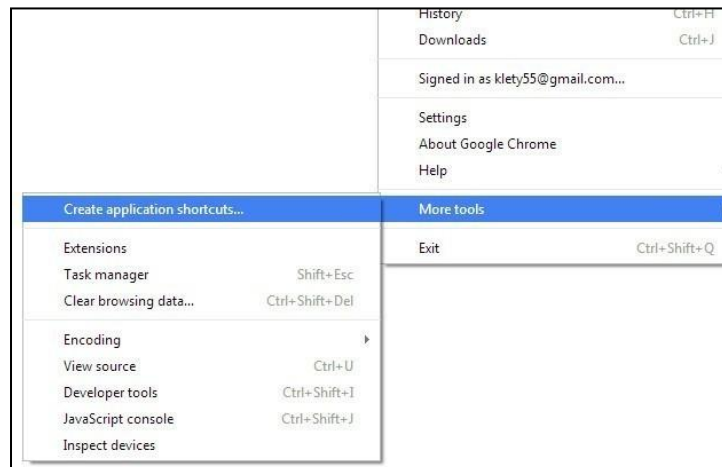 History Ctrl+H
Downloads Ctrl+J
Signed in as klety55@gmail.com...
Settings
About Google Chrome
Help
More tools
Exit Ctrl+Shift+Q
Create application shortcuts...
Extensions
Task manager Shift+Esc
Clear browsing data... Ctrl+Shift+Del
Encoding
View source Ctrl+U
Developer tools Ctrl+Shift+I
JavaScript console Ctrl+Shift+J
Inspect devices